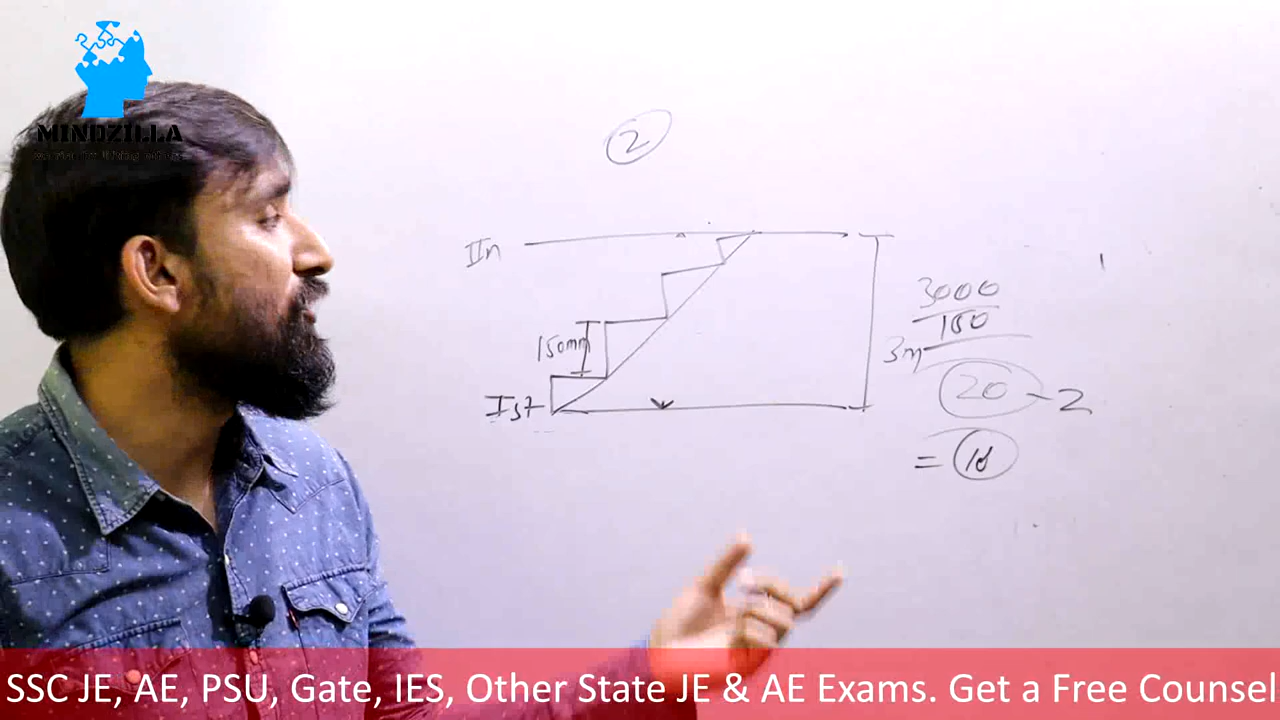 MINDZILLA
2
IIn
150mm
Ist
3m
3000
150
20 - 2
= 18
SSC JE, AE, PSU, Gate, IES, Other State JE & AE Exams. Get a Free Counsel